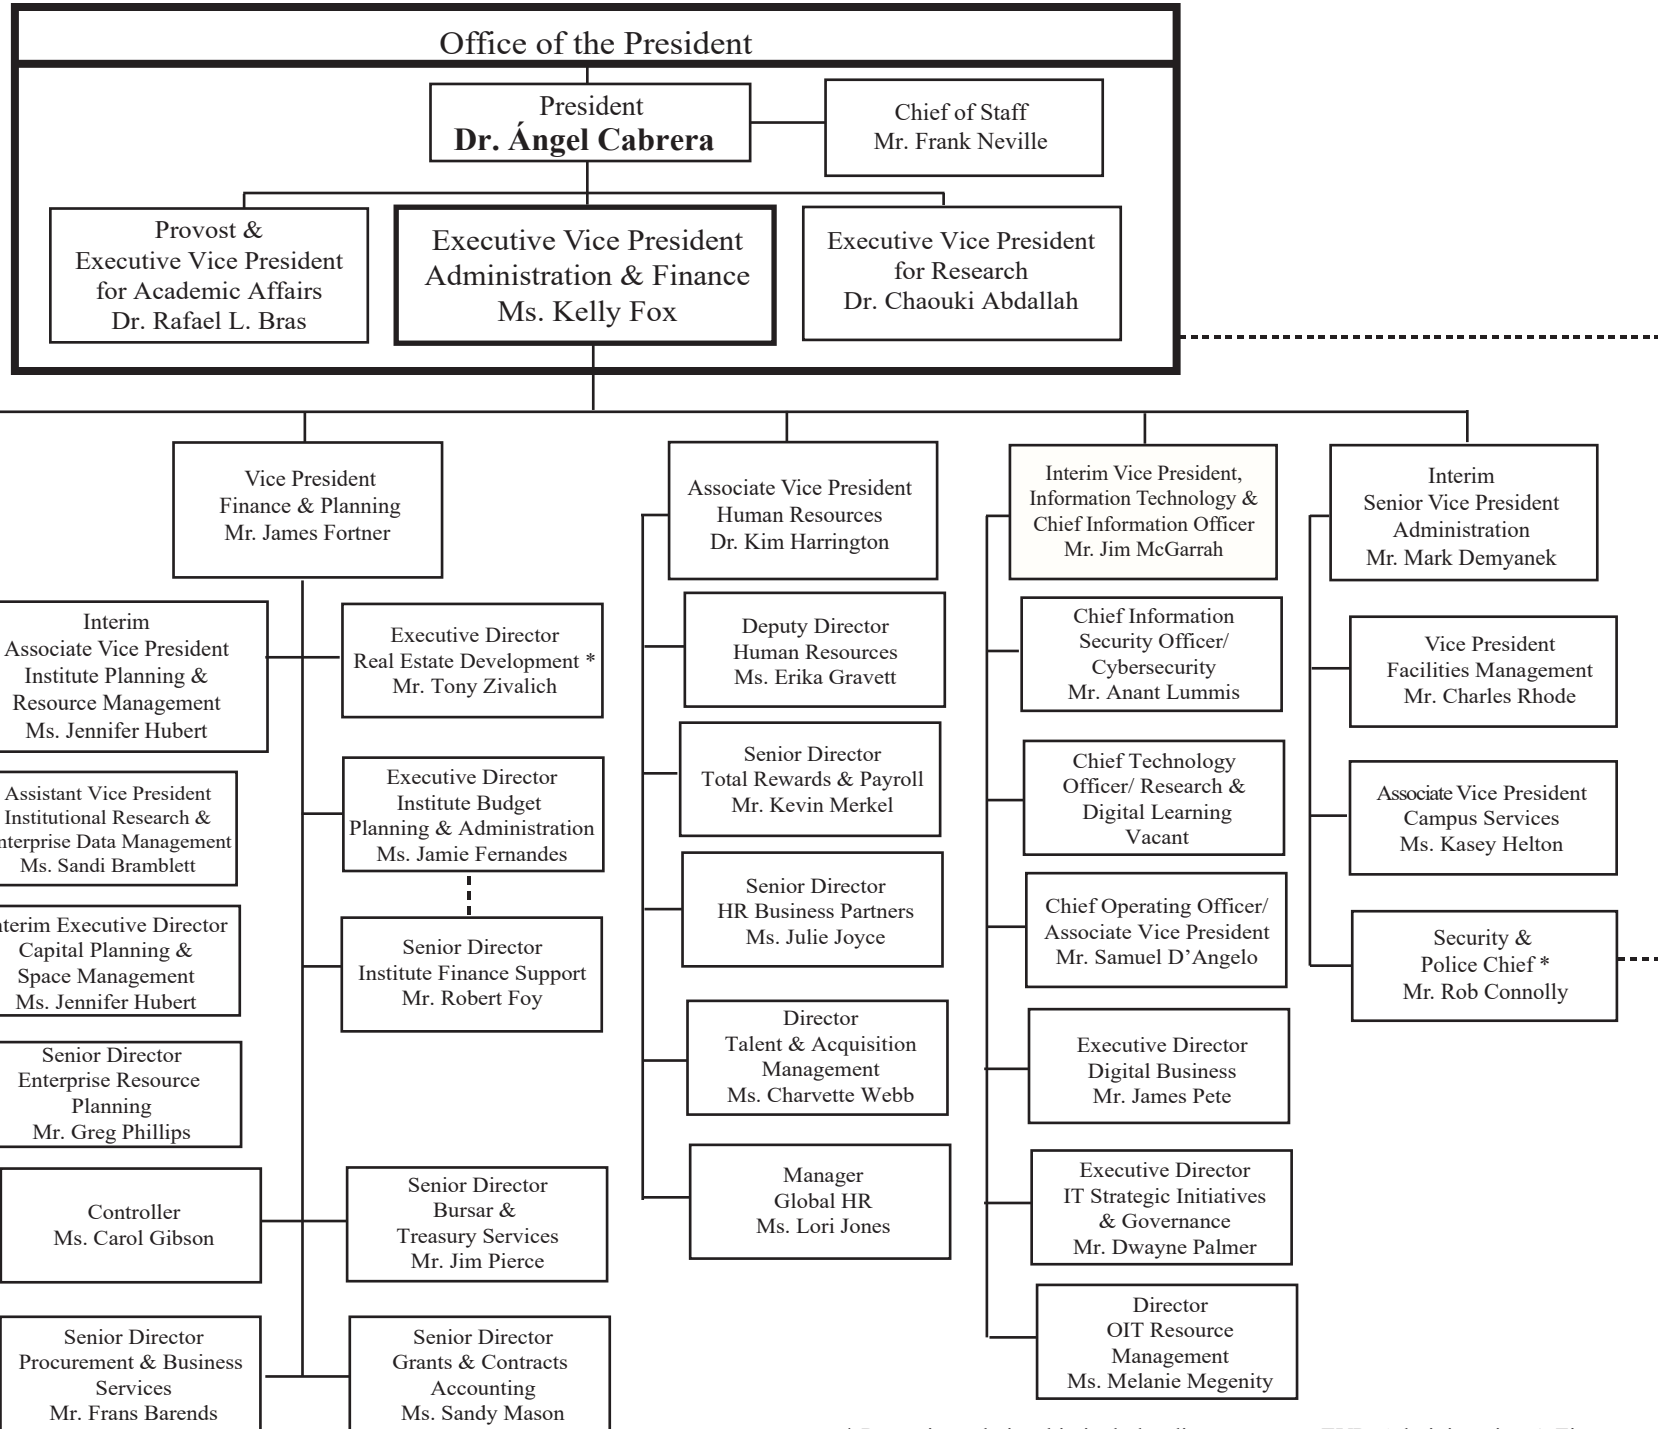 Office of the President
President
Dr. Ángel Cabrera
Chief of Staff
Mr. Frank Neville
Provost &
Executive Vice President
for Academic Affairs
Dr. Rafael L. Bras
Executive Vice President
Administration & Finance
Ms. Kelly Fox
Executive Vice President
for Research
Dr. Chaouki Abdallah
Vice President
Finance & Planning
Mr. James Fortner
Interim
Associate Vice President
Institute Planning &
Resource Management
Ms. Jennifer Hubert
Executive Director
Real Estate Development *
Mr. Tony Zivalich
Assistant Vice President
Institutional Research &
nterprise Data Management
Ms. Sandi Bramblett
Executive Director
Institute Budget
Planning & Administration
Ms. Jamie Fernandes
nterim Executive Director
Capital Planning &
Space Management
Ms. Jennifer Hubert
Senior Director
Institute Finance Support
Mr. Robert Foy
Senior Director
Enterprise Resource
Planning
Mr. Greg Phillips
Controller
Ms. Carol Gibson
Senior Director
Bursar &
Treasury Services
Mr. Jim Pierce
Senior Director
Procurement & Business
Services
Mr. Frans Barends
Senior Director
Grants & Contracts
Accounting
Ms. Sandy Mason
Associate Vice President
Human Resources
Dr. Kim Harrington
Deputy Director
Human Resources
Ms. Erika Gravett
Senior Director
Total Rewards & Payroll
Mr. Kevin Merkel
Senior Director
HR Business Partners
Ms. Julie Joyce
Director
Talent & Acquisition
Management
Ms. Charvette Webb
Manager
Global HR
Ms. Lori Jones
Interim Vice President,
Information Technology &
Chief Information Officer
Mr. Jim McGarrah
Chief Information
Security Officer/
Cybersecurity
Mr. Anant Lummis
Chief Technology
Officer/ Research &
Digital Learning
Vacant
Chief Operating Officer/
Associate Vice President
Mr. Samuel D’Angelo
Executive Director
Digital Business
Mr. James Pete
Executive Director
IT Strategic Initiatives
& Governance
Mr. Dwayne Palmer
Director
OIT Resource
Management
Ms. Melanie Megenity
Interim
Senior Vice President
Administration
Mr. Mark Demyanek
Vice President
Facilities Management
Mr. Charles Rhode
Associate Vice President
Campus Services
Ms. Kasey Helton
Security &
Police Chief *
Mr. Rob Connolly